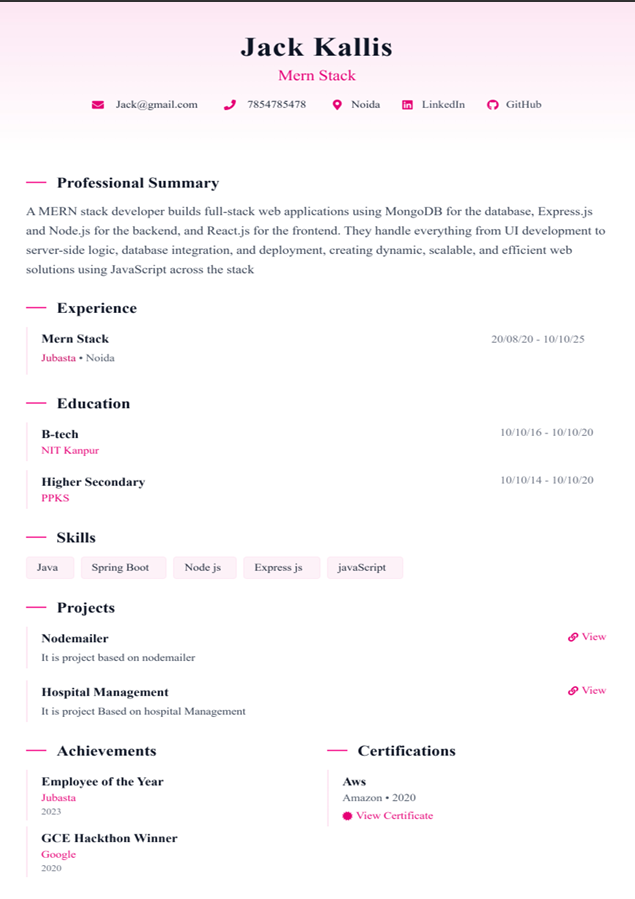 Jack Kallis
Mern Stack
Jack@gmail.com 7854785478 Noida LinkedIn GitHub
Professional Summary
A MERN stack developer builds full-stack web applications using MongoDB for the database, Express.js
and Node.js for the backend, and React.js for the frontend. They handle everything from UI development to
server-side logic, database integration, and deployment, creating dynamic, scalable, and efficient web
solutions using JavaScript across the stack
Experience
Mern Stack 20/08/20 - 10/10/25
Jubasta • Noida
Education
B-tech 10/10/16 - 10/10/20
NIT Kanpur
Higher Secondary 10/10/14 - 10/10/20
PPKS
Skills
Java Spring Boot Node js Express js javaScript
Projects
Nodemailer View
It is project based on nodemailer
Hospital Management View
It is project Based on hospital Management
Achievements
Employee of the Year
Jubasta
2023
GCE Hackthon Winner
Google
2020
Certifications
Aws
Amazon • 2020
View Certificate